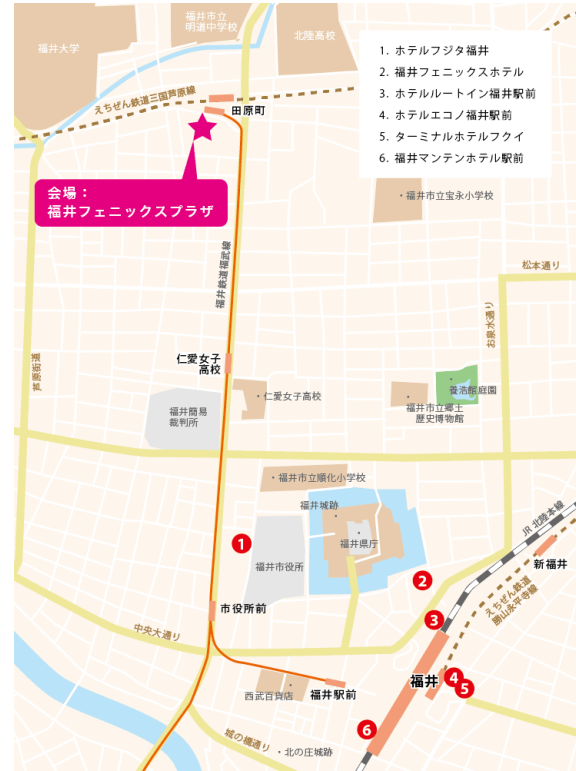 福井市立
明道中学校
北陸高校
福井大学
1. ホテルフジタ福井
2. 福井フェニックスホテル
3. ホテルルートイン福井駅前
4. ホテルエコノ福井駅前
5. ターミナルホテルフクイ
6. 福井マンテンホテル駅前
えちぜん鉄道三国芦原線
田原町
会場：
福井フェニックスプラザ
・福井市立宝永小学校
福井鉄道福武線
松本通り
お泉水通り
芦原街道
仁愛女子
高校
・仁愛女子高校
養浩館庭園
福井市立郷土
歴史博物館
福井簡易
裁判所
・福井市立順化小学校
福井城跡
福井県庁
JR 北陸本線
1
福井市役所
新福井
2
えちぜん鉄道
勝山永平寺線
市役所前
3
中央大通り
福井
4
5
西武百貨店
福井駅前
6
城の橋通り
・北の庄城跡